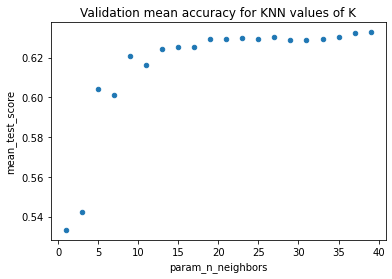 Validation mean accuracy for KNN values of K
mean_test_score
0.62
0.60
0.58
0.56
0.54
0 5 10 15 20 25 30 35 40
param_n_neighbors